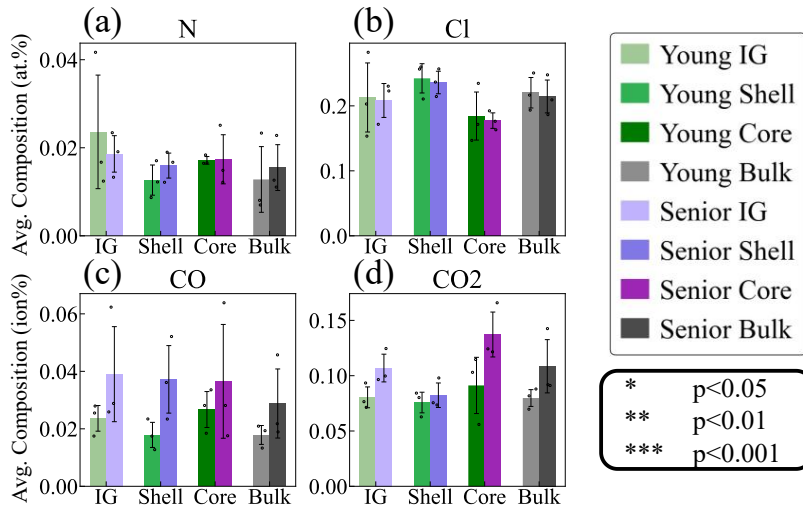 (a)
N
Avg. Composition (at.%)
0.04
0.02
0.00
IG Shell Core Bulk
(b)
Cl
0.2
0.1
0.0
IG Shell Core Bulk
(c)
CO
Avg. Composition (ion%)
0.06
0.04
0.02
0.00
IG Shell Core Bulk
(d)
CO2
0.15
0.10
0.05
0.00
IG Shell Core Bulk
Young IG
Young Shell
Young Core
Young Bulk
Senior IG
Senior Shell
Senior Core
Senior Bulk
* p<0.05
** p<0.01
*** p<0.001